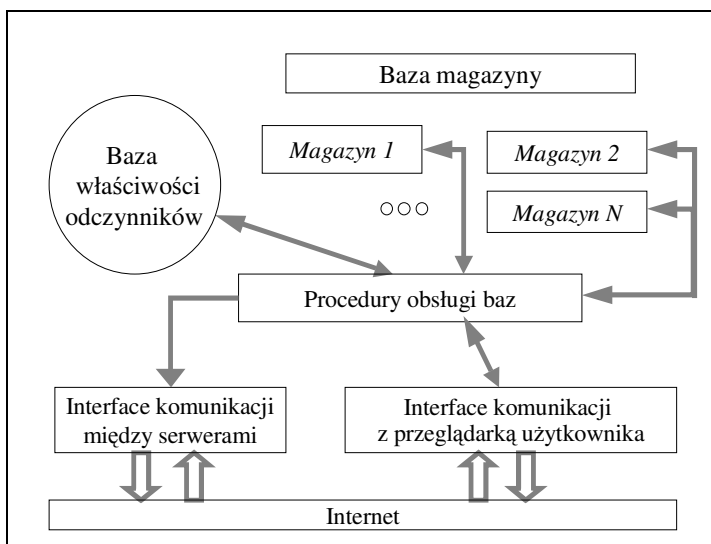 Baza magazyny
Baza
właściwości
odczynników
Magazyn 1
Magazyn 2
Magazyn N
Procedury obsługi baz
Interface komunikacji
między serwerami
Interface komunikacji
z przeglądarką użytkownika
Internet